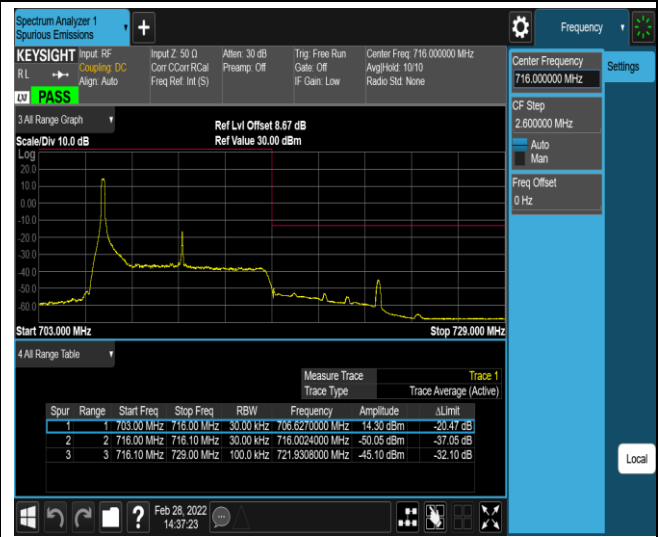 Spectrum Analyzer 1
Spurious Emissions
+
Frequency
KEYSIGHT Input: RF Input Z: 50 Ω Atten: 30 dB Trig: Free Run Center Freq: 716.000000 MHz
RL Coupling: DC Corr CCorr RCal Preamp: Off Gate: Off Avg|Hold: 10/10
Align: Auto Freq Ref: Int (S) IF Gain: Low Radio Std: None
LXI PASS
Center Frequency
716.000000 MHz
Settings
CF Step
2.600000 MHz
Auto
Man
Freq Offset
0 Hz
3 All Range Graph
Scale/Div 10.0 dB
Ref Lvl Offset 8.67 dB
Ref Value 30.00 dBm
Log
20.0
10.0
0.00
-10.0
-20.0
-30.0
-40.0
-50.0
-60.0
Start 703.000 MHz Stop 729.000 MHz
4 All Range Table
Measure Trace Trace 1
Trace Type Trace Average (Active)
Spur Range Start Freq Stop Freq RBW Frequency Amplitude ΔLimit
1 1 703.00 MHz 716.00 MHz 30.00 kHz 706.6270000 MHz 14.30 dBm -20.47 dB
2 2 716.00 MHz 716.10 MHz 30.00 kHz 716.0024000 MHz -50.05 dBm -37.05 dB
3 3 716.10 MHz 729.00 MHz 100.0 kHz 721.9308000 MHz -45.10 dBm -32.10 dB
Local
? Feb 28, 2022
14:37:23